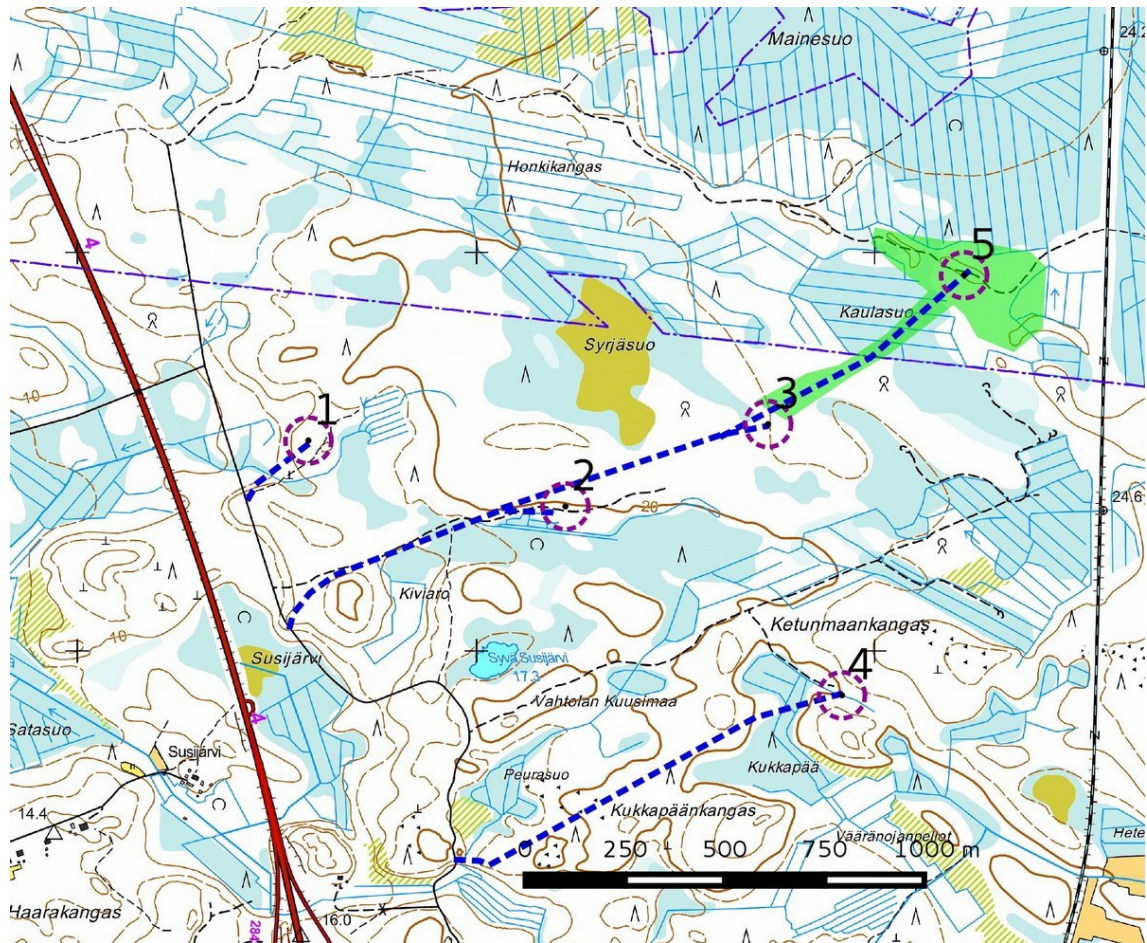 Mainesuo
24.2
Honkikangas
4
5
Kaulasuo
Syrjäsuo
N
10
1
3
2
20
24.6
Kiviaro
Ketunmaankangas
10
Susijärvi
Syvä Susijärvi
17.3
4
Vahtolan Kuusimaa
4
Satasuo
Susijärvi
N
Peurasuo
Kukkapää
Kukkapäänkangas
14.4
Vääränojanpellot
Hete
0 250 500 750 1000 m
Haarakangas
16.0
284